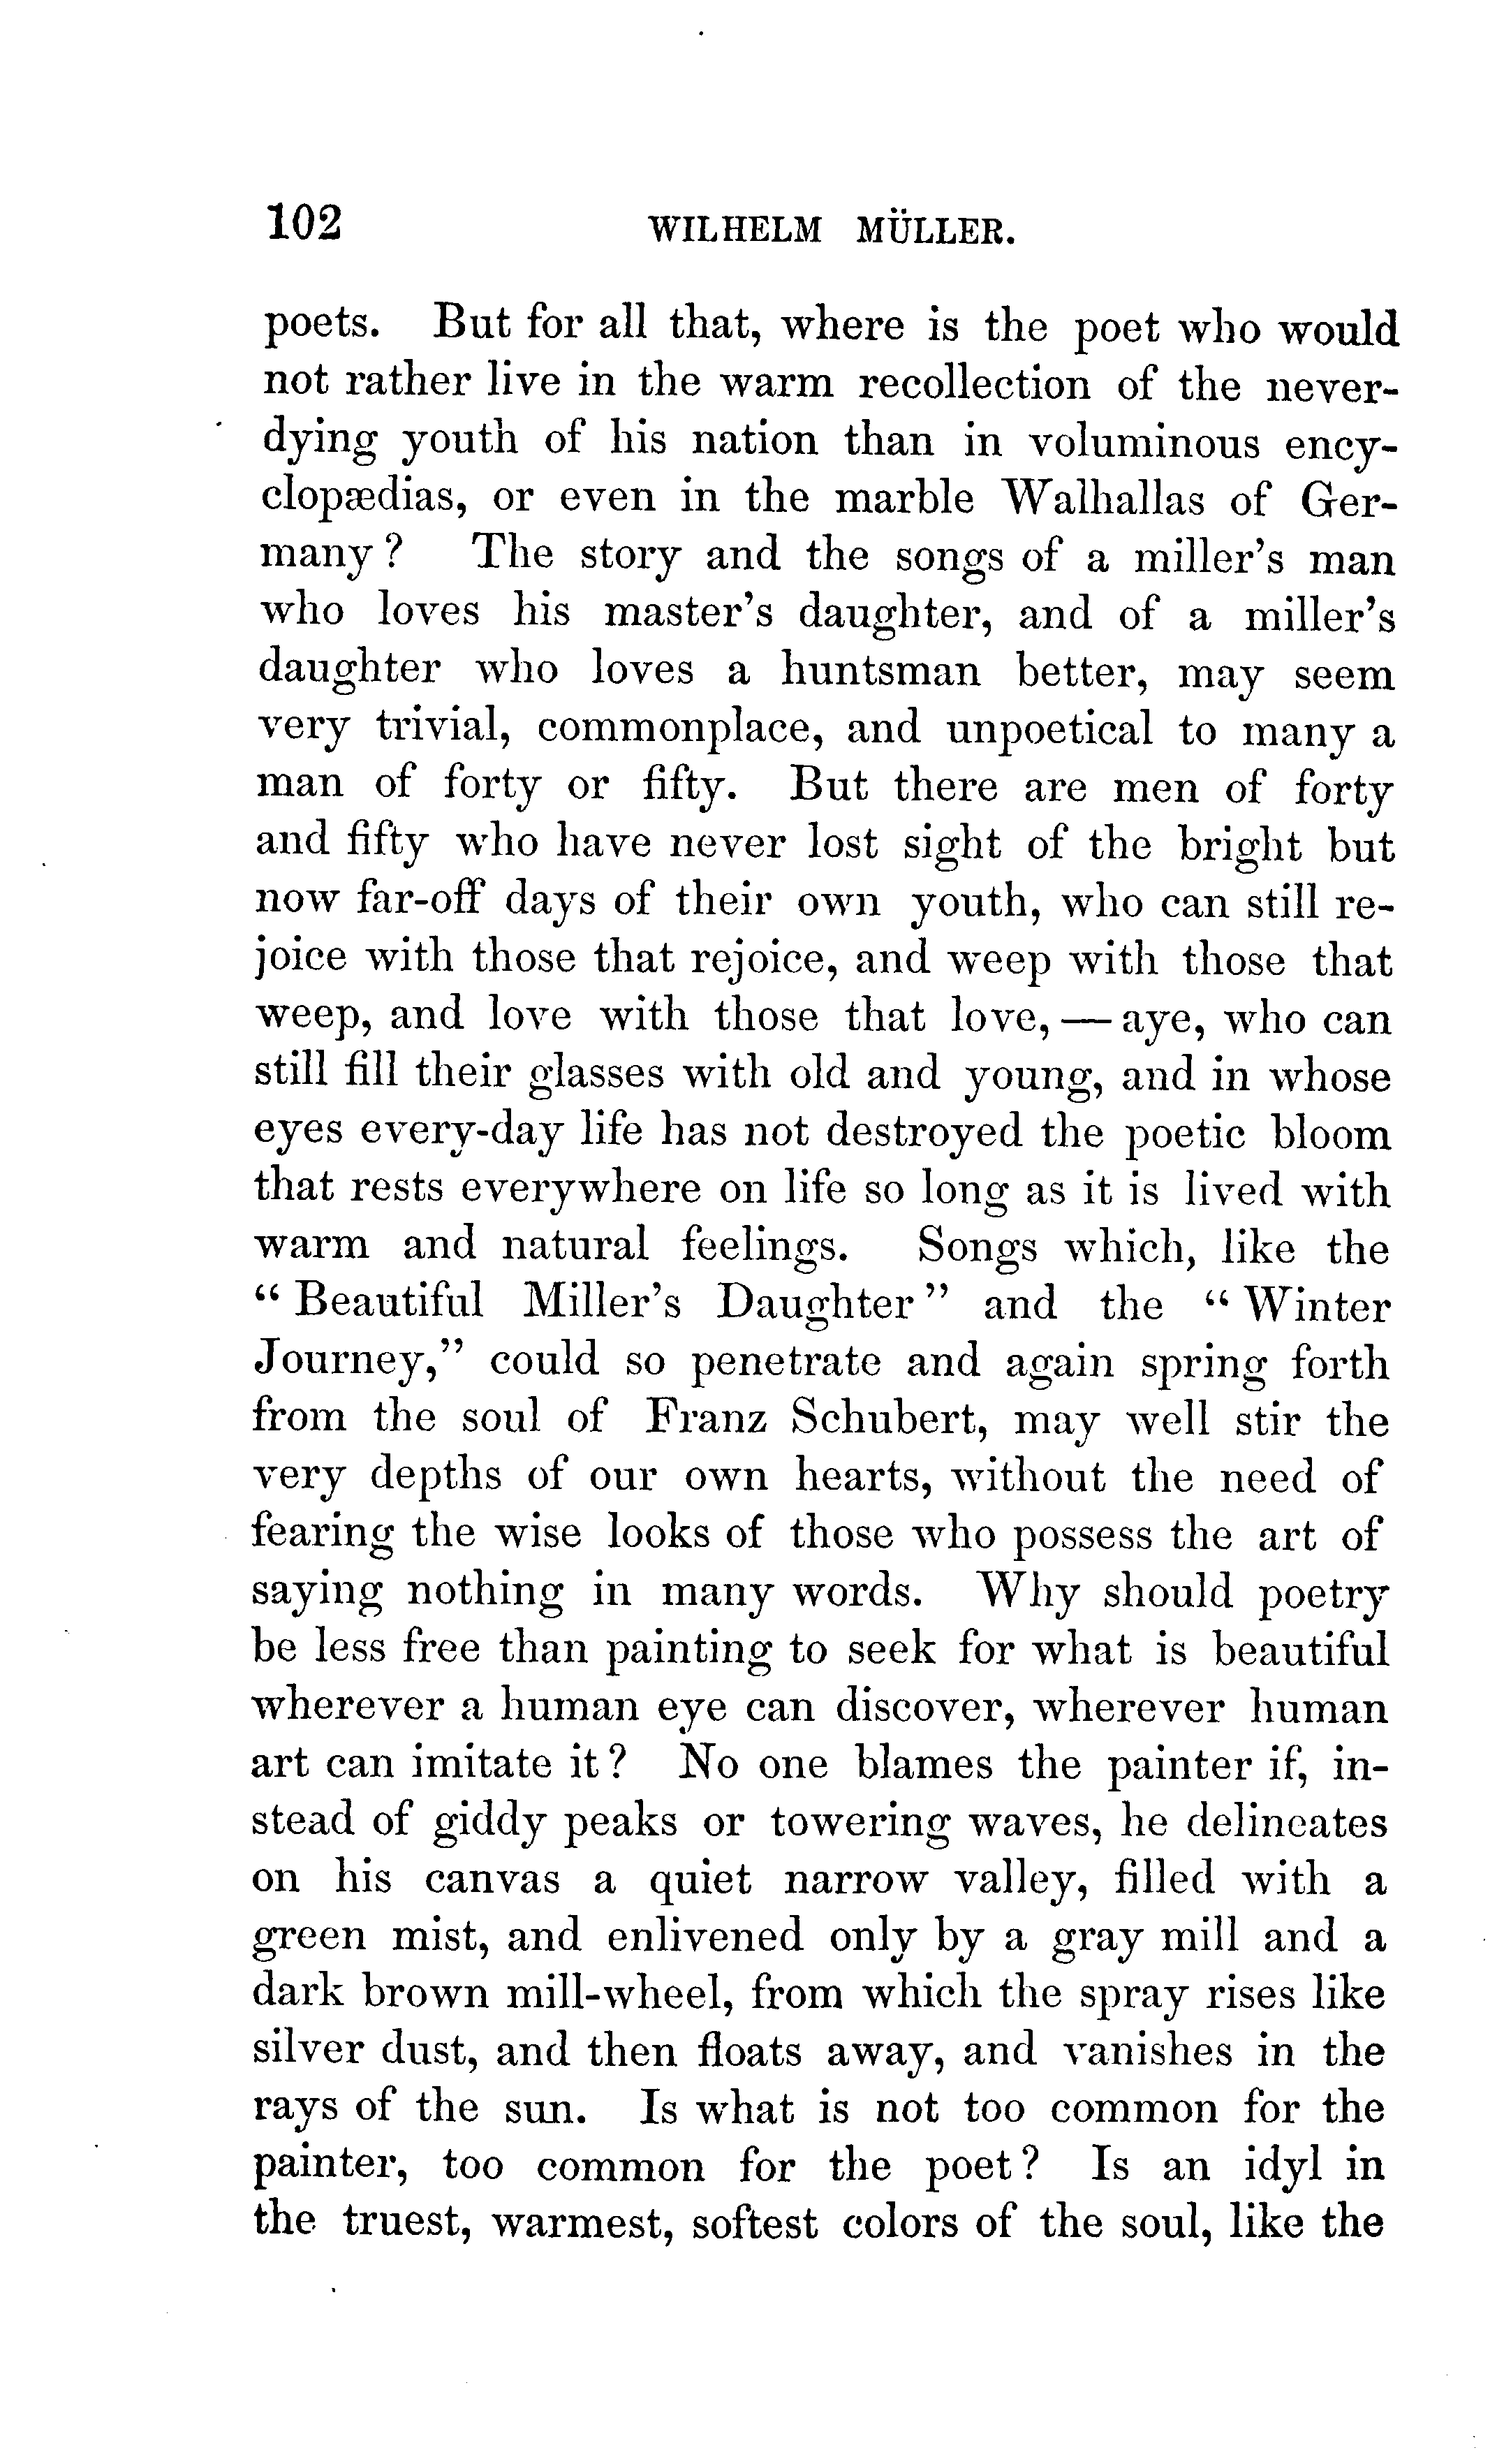 102 WILHELM MÜLLER.
poets. But for all that, where is the poet who would
not rather live in the warm recollection of the never-
dying youth of his nation than in voluminous ency-
clopædias, or even in the marble Walhallas of Ger-
many? The story and the songs of a miller's man
who loves his master's daughter, and of a miller's
daughter who loves a huntsman better, may seem
very trivial, commonplace, and unpoetical to many a
man of forty or fifty. But there are men of forty
and fifty who have never lost sight of the bright but
now far-off days of their own youth, who can still re-
joice with those that rejoice, and weep with those that
weep, and love with those that love, — aye, who can
still fill their glasses with old and young, and in whose
eyes every-day life has not destroyed the poetic bloom
that rests everywhere on life so long as it is lived with
warm and natural feelings. Songs which, like the
“Beautiful Miller's Daughter” and the “Winter
Journey,” could so penetrate and again spring forth
from the soul of Franz Schubert, may well stir the
very depths of our own hearts, without the need of
fearing the wise looks of those who possess the art of
saying nothing in many words. Why should poetry
be less free than painting to seek for what is beautiful
wherever a human eye can discover, wherever human
art can imitate it? No one blames the painter if, in-
stead of giddy peaks or towering waves, he delineates
on his canvas a quiet narrow valley, filled with a
green mist, and enlivened only by a gray mill and a
dark brown mill-wheel, from which the spray rises like
silver dust, and then floats away, and vanishes in the
rays of the sun. Is what is not too common for the
painter, too common for the poet? Is an idyl in
the truest, warmest, softest colors of the soul, like the